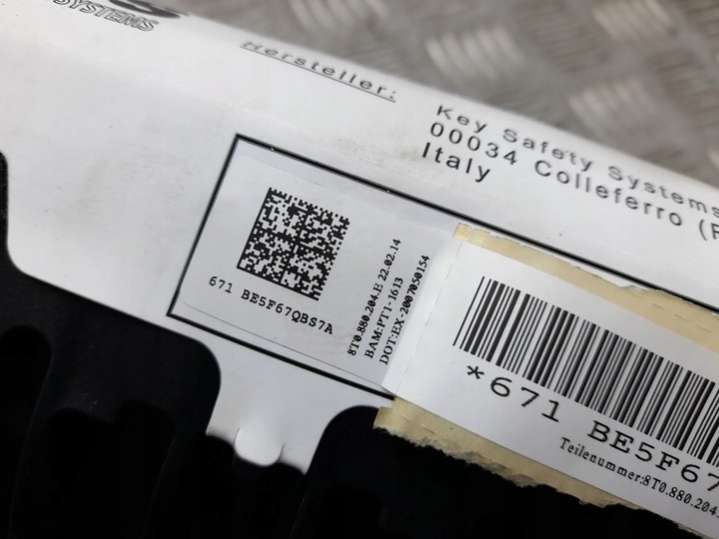 SYSTEMS
Hersteller:
Key Safety Systems
00034 Colleferro
Italy
671 BE5F67QBS7A
8T0.880.204.E 22.02.14
BAM:PT1-1613
DOT:EX-2007050154
*671 BE5F67
Teilenummer:8T0.880.204.